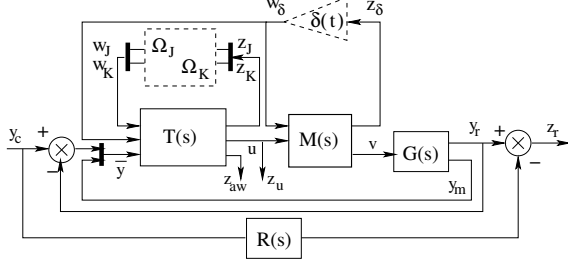 w_δ
δ(t)
z_δ
w_J
w_K
Ω_J
Ω_K
z_J
z_K
y_c
+
−
y̅
T(s)
u
z_aw
z_u
M(s)
v
G(s)
y_r
y_m
+
−
z_r
R(s)